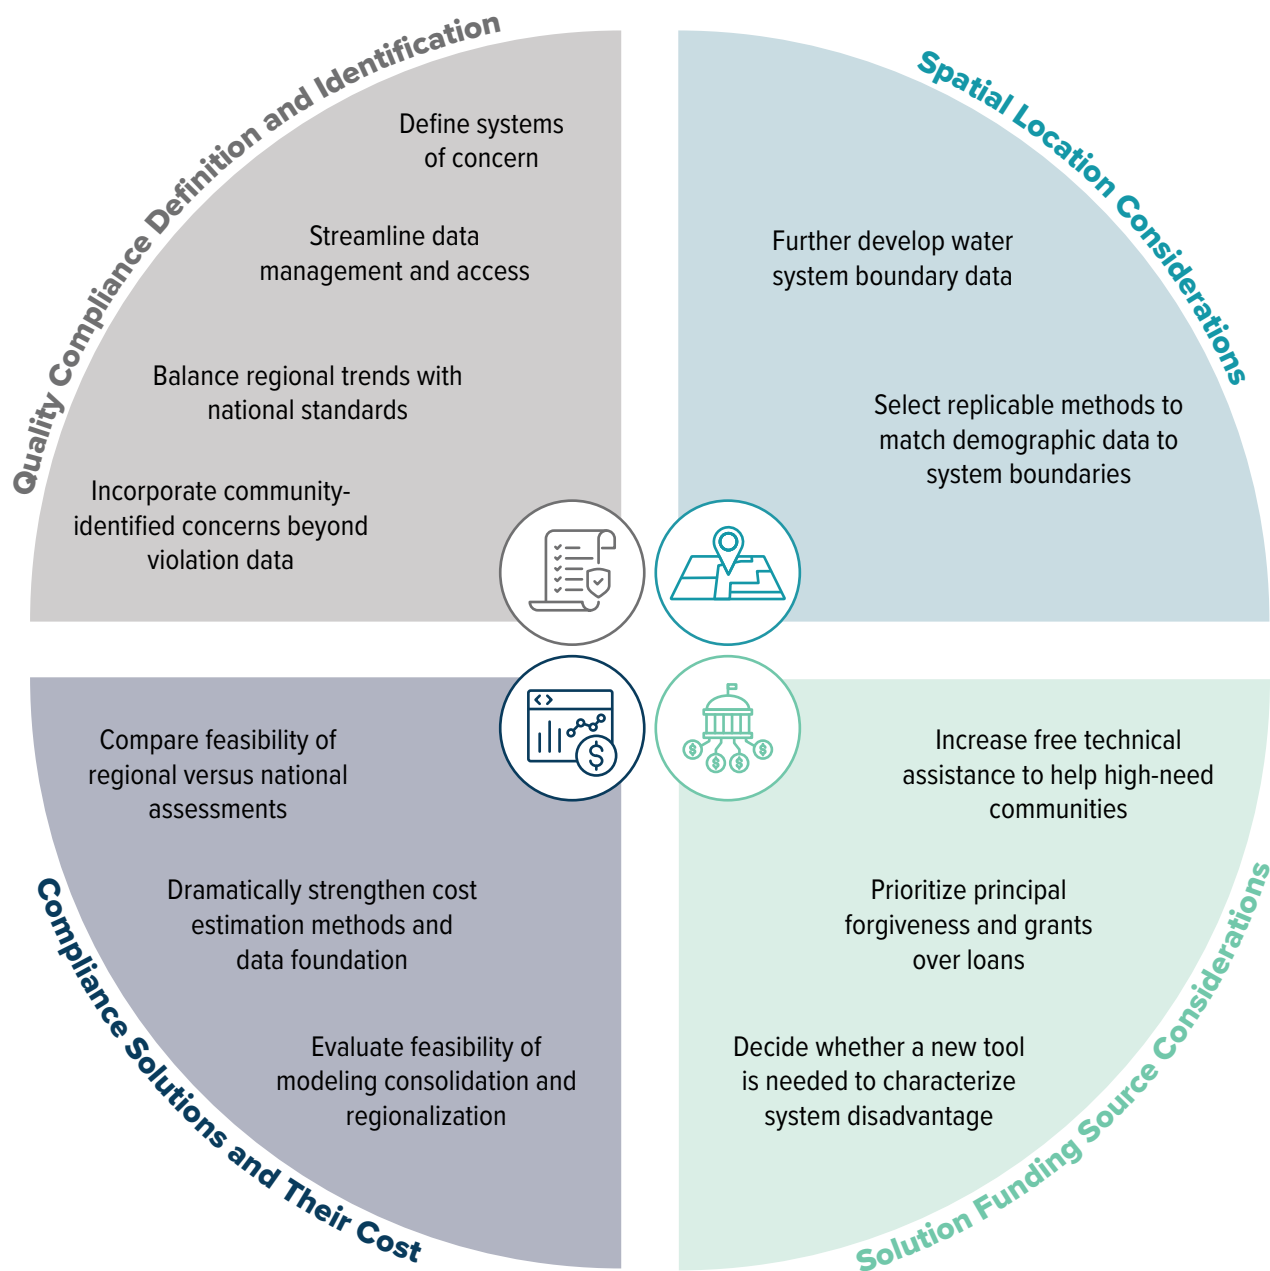 Quality Compliance Definition and Identification
Define systems
of concern
Streamline data
management and access
Balance regional trends with
national standards
Incorporate community-
identified concerns beyond
violation data
Spatial Location Considerations
Further develop water
system boundary data
Select replicable methods to
match demographic data to
system boundaries
Compliance Solutions and Their Cost
Compare feasibility of
regional versus national
assessments
Dramatically strengthen cost
estimation methods and
data foundation
Evaluate feasibility of
modeling consolidation and
regionalization
Solution Funding Source Considerations
Increase free technical
assistance to help high-need
communities
Prioritize principal
forgiveness and grants
over loans
Decide whether a new tool
is needed to characterize
system disadvantage